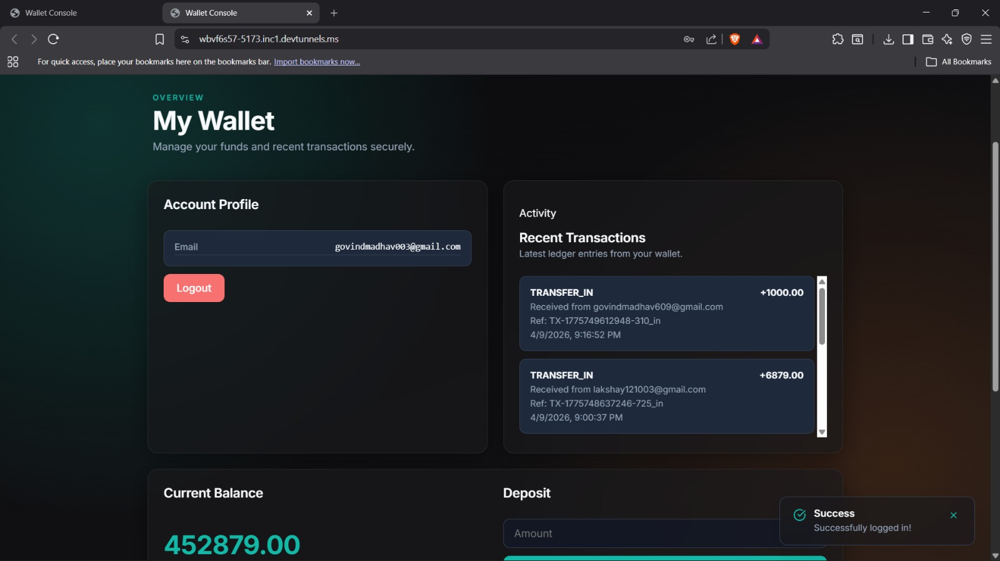 Wallet Console
Wallet Console
wbvf6s57-5173.inc1.devtunnels.ms
For quick access, place your bookmarks here on the bookmarks bar. Import bookmarks now...
All Bookmarks
OVERVIEW
My Wallet
Manage your funds and recent transactions securely.
Account Profile
Email govindmadhav003@gmail.com
Logout
Activity
Recent Transactions
Latest ledger entries from your wallet.
TRANSFER_IN +1000.00
Received from govindmadhav609@gmail.com
Ref: TX-1775749612948-310_in
4/9/2026, 9:16:52 PM
TRANSFER_IN +6879.00
Received from lakshay121003@gmail.com
Ref: TX-1775748637246-725_in
4/9/2026, 9:00:37 PM
Current Balance
452879.00
Deposit
Amount
Success
Successfully logged in!